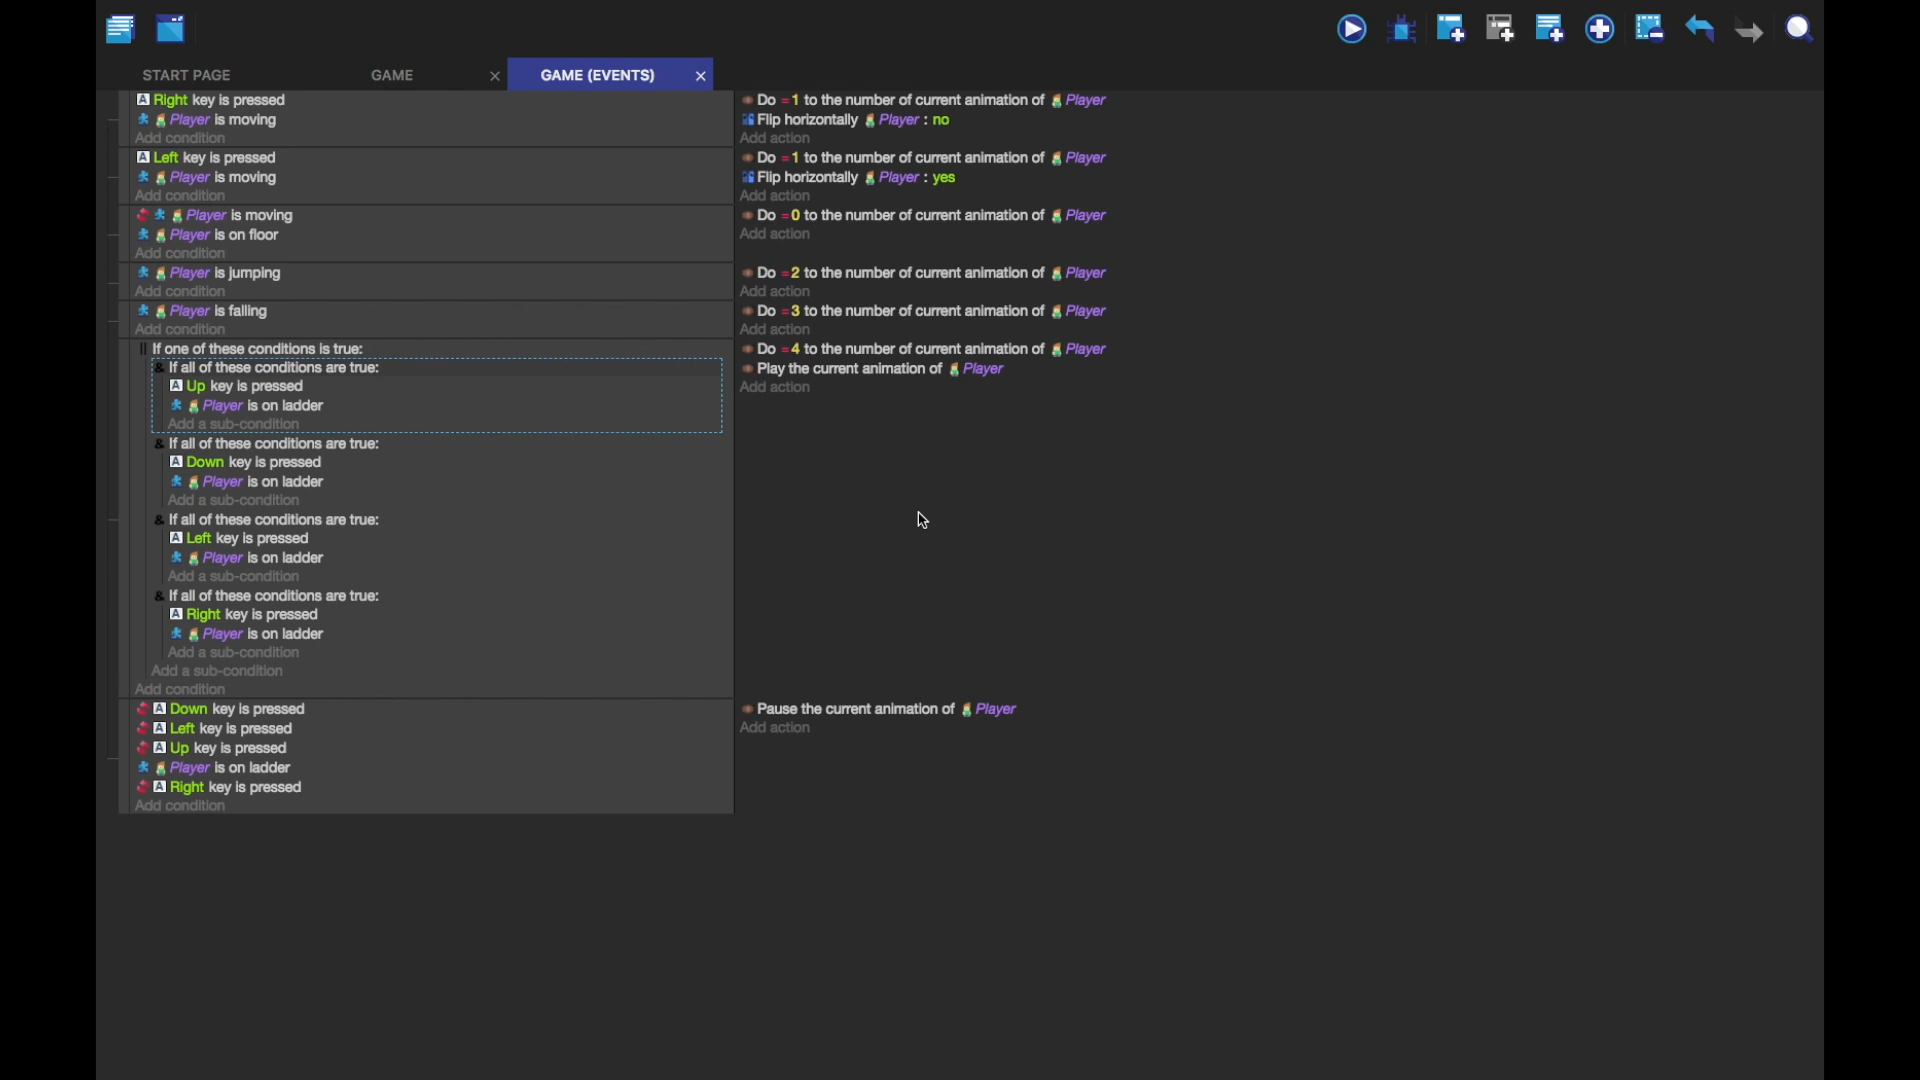 START PAGE
GAME
GAME (EVENTS)
Right key is pressed
Player is moving
Add condition
Do =1 to the number of current animation of Player
Flip horizontally Player : no
Add action
Left key is pressed
Player is moving
Add condition
Do =1 to the number of current animation of Player
Flip horizontally Player : yes
Add action
Player is moving
Player is on floor
Add condition
Do =0 to the number of current animation of Player
Add action
Player is jumping
Add condition
Do =2 to the number of current animation of Player
Add action
Player is falling
Add condition
Do =3 to the number of current animation of Player
Add action
If one of these conditions is true:
& If all of these conditions are true:
Up key is pressed
Player is on ladder
Add a sub-condition
& If all of these conditions are true:
Down key is pressed
Player is on ladder
Add a sub-condition
& If all of these conditions are true:
Left key is pressed
Player is on ladder
Add a sub-condition
& If all of these conditions are true:
Right key is pressed
Player is on ladder
Add a sub-condition
Add a sub-condition
Add condition
Do =4 to the number of current animation of Player
Play the current animation of Player
Add action
Down key is pressed
Left key is pressed
Up key is pressed
Player is on ladder
Right key is pressed
Add condition
Pause the current animation of Player
Add action